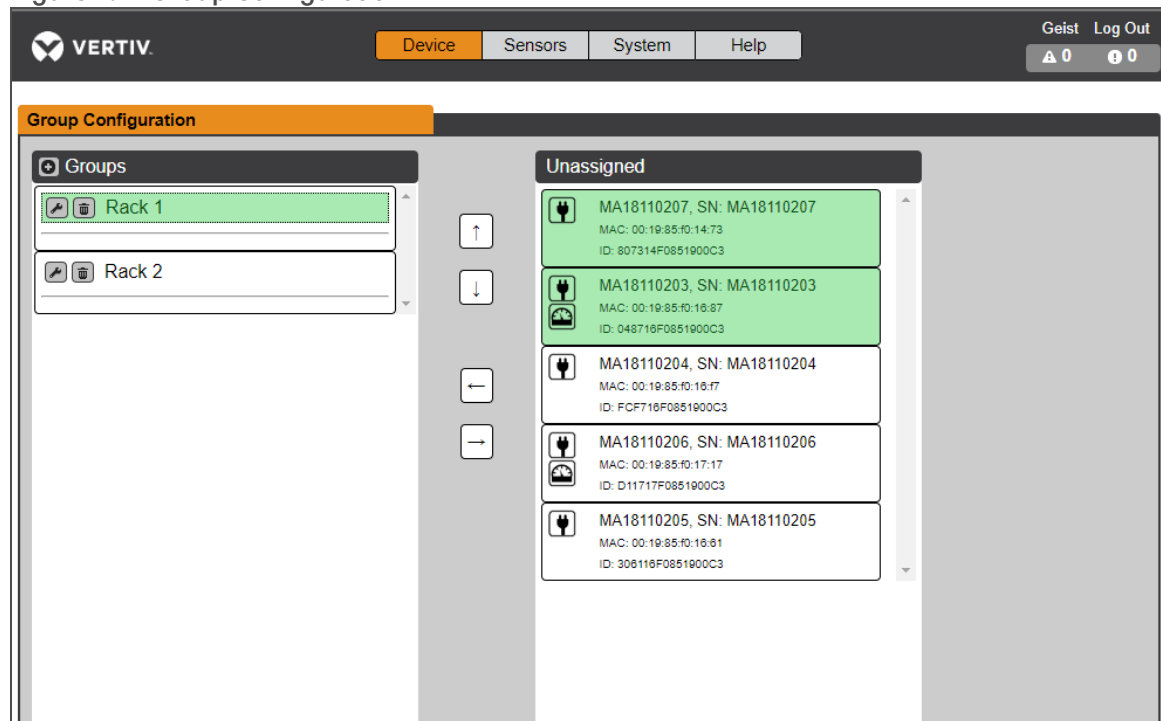 VERTIV.
Device Sensors System Help
Geist Log Out
0 0
Group Configuration
Groups
Rack 1
Rack 2
↑
↓
←
→
Unassigned
MA18110207, SN: MA18110207
MAC: 00:19:85:f0:14:73
ID: 807314F0851900C3
MA18110203, SN: MA18110203
MAC: 00:19:85:f0:16:87
ID: 048716F0851900C3
MA18110204, SN: MA18110204
MAC: 00:19:85:f0:16:f7
ID: FCF716F0851900C3
MA18110206, SN: MA18110206
MAC: 00:19:85:f0:17:17
ID: D11717F0851900C3
MA18110205, SN: MA18110205
MAC: 00:19:85:f0:16:61
ID: 306116F0851900C3